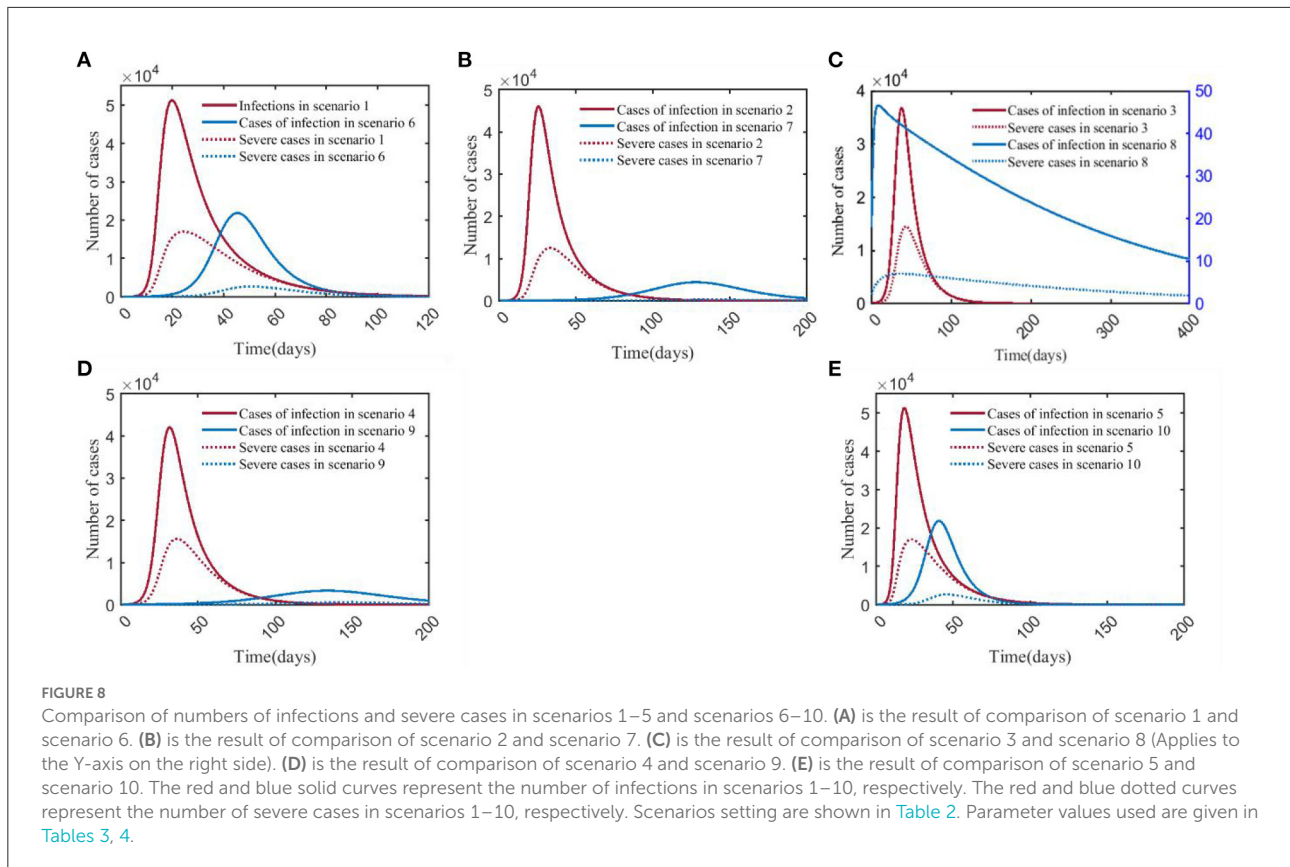 A
×10⁴
5
4
3
2
1
0
Number of cases
Infections in scenario 1
Cases of infection in scenario 6
Severe cases in scenario 1
Severe cases in scenario 6
0 20 40 60 80 100 120
Time(days)
B
×10⁴
5
4
3
2
1
0
Number of cases
Cases of infection in scenario 2
Cases of infection in scenario 7
Severe cases in scenario 2
Severe cases in scenario 7
0 50 100 150 200
Time(days)
C
×10⁴
4
3
2
1
0
Number of cases
Cases of infection in scenario 3
Severe cases in scenario 3
Cases of infection in scenario 8
Severe cases in scenario 8
50
40
30
20
10
0
0 100 200 300 400
Time(days)
D
×10⁴
5
4
3
2
1
0
Number of cases
Cases of infection in scenario 4
Cases of infection in scenario 9
Severe cases in scenario 4
Severe cases in scenario 9
0 50 100 150 200
Time(days)
E
×10⁴
5
4
3
2
1
0
Number of cases
Cases of infection in scenario 5
Cases of infection in scenario 10
Severe cases in scenario 5
Severe cases in scenario 10
0 50 100 150 200
Time(days)
FIGURE 8
Comparison of numbers of infections and severe cases in scenarios 1–5 and scenarios 6–10. (A) is the result of comparison of scenario 1 and
scenario 6. (B) is the result of comparison of scenario 2 and scenario 7. (C) is the result of comparison of scenario 3 and scenario 8 (Applies to
the Y-axis on the right side). (D) is the result of comparison of scenario 4 and scenario 9. (E) is the result of comparison of scenario 5 and
scenario 10. The red and blue solid curves represent the number of infections in scenarios 1–10, respectively. The red and blue dotted curves
represent the number of severe cases in scenarios 1–10, respectively. Scenarios setting are shown in Table 2. Parameter values used are given in
Tables 3, 4.